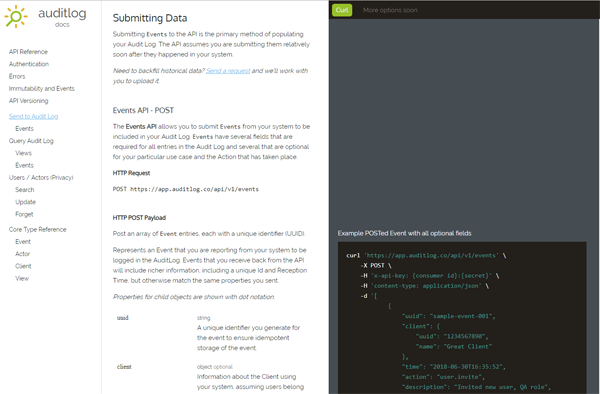 auditlog
docs
API Reference
Authentication
Errors
Immutability and Events
API Versioning
Send to Audit Log
Events
Query Audit Log
Views
Events
Users / Actors (Privacy)
Search
Update
Forget
Core Type Reference
Event
Actor
Client
View
Submitting Data
Submitting Events to the API is the primary method of populating
your Audit Log. The API assumes you are submitting them relatively
soon after they happened in your system.
Need to backfill historical data? Send a request and we'll work with
you to upload it.
Events API - POST
The Events API allows you to submit Events from your system to be
included in your Audit Log. Events have several fields that are
required for all entries in the Audit Log and several that are optional
for your particular use case and the Action that has taken place.
HTTP Request
POST https://app.auditlog.co/api/v1/events
HTTP POST Payload
Post an array of Event entries, each with a unique identifier (UUID).
Represents an Event that you are reporting from your system to be
logged in the AuditLog. Events that you receive back from the API
will include richer information, including a unique Id and Reception
Time, but otherwise match the same properties you sent.
Properties for child objects are shown with dot notation.
uuid
string
A unique identifier you generate for
the event to ensure idempotent
storage of the event
client
object optional
Information about the Client using
your system, assuming users belong
Curl
More options soon
Example POSTed Event with all optional fields
curl 'https://app.auditlog.co/api/v1/events' \
-X POST \
-H 'x-api-key: {consumer id}:{secret}' \
-H 'content-type: application/json' \
-d '[
{
"uuid": "sample-event-001",
"client": {
"uuid": "1234567890",
"name": "Great Client"
},
"time": "2018-06-30T16:35:52",
"action": "user.invite",
"description": "Invited new user, QA role",